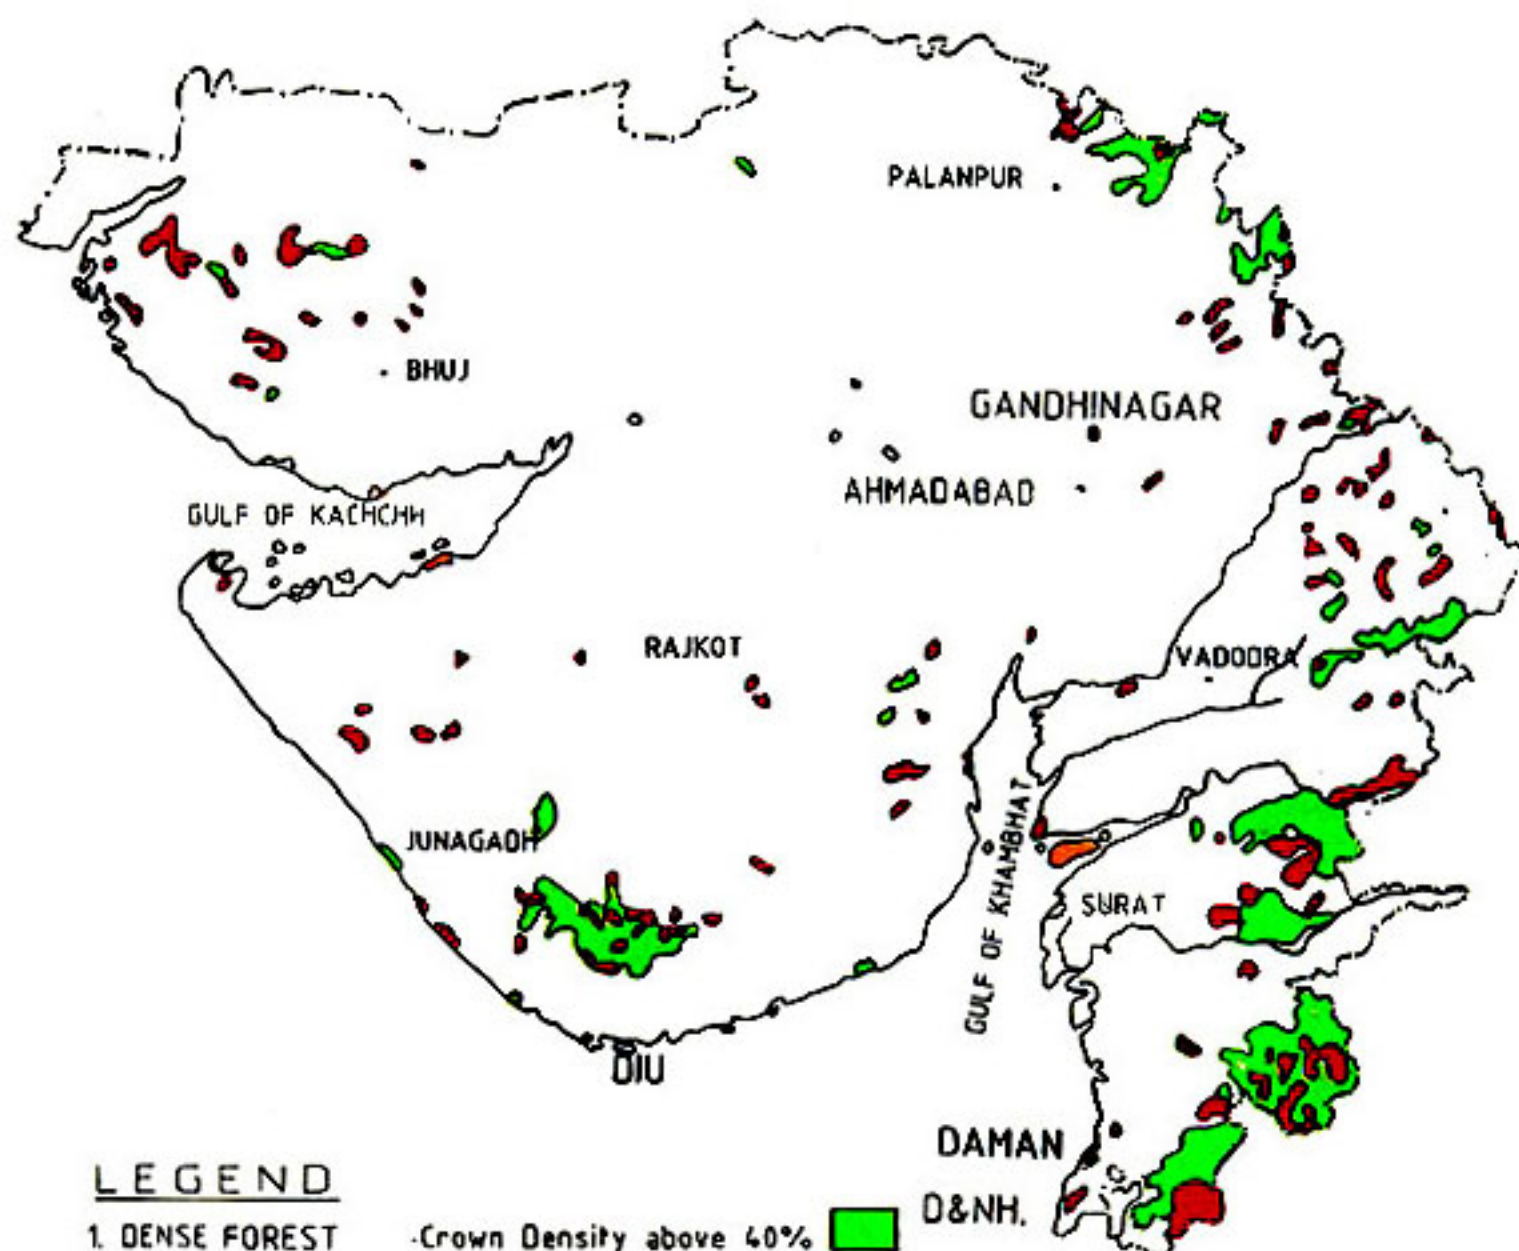 PALANPUR
BHUJ
GANDHINAGAR
AHMADABAD
GULF OF KACHCHH
RAJKOT
VADODRA
JUNAGADH
GULF OF KHAMBHAT
SURAT
DIU
DAMAN
D&NH.
LEGEND
1. DENSE FOREST -Crown Density above 40%